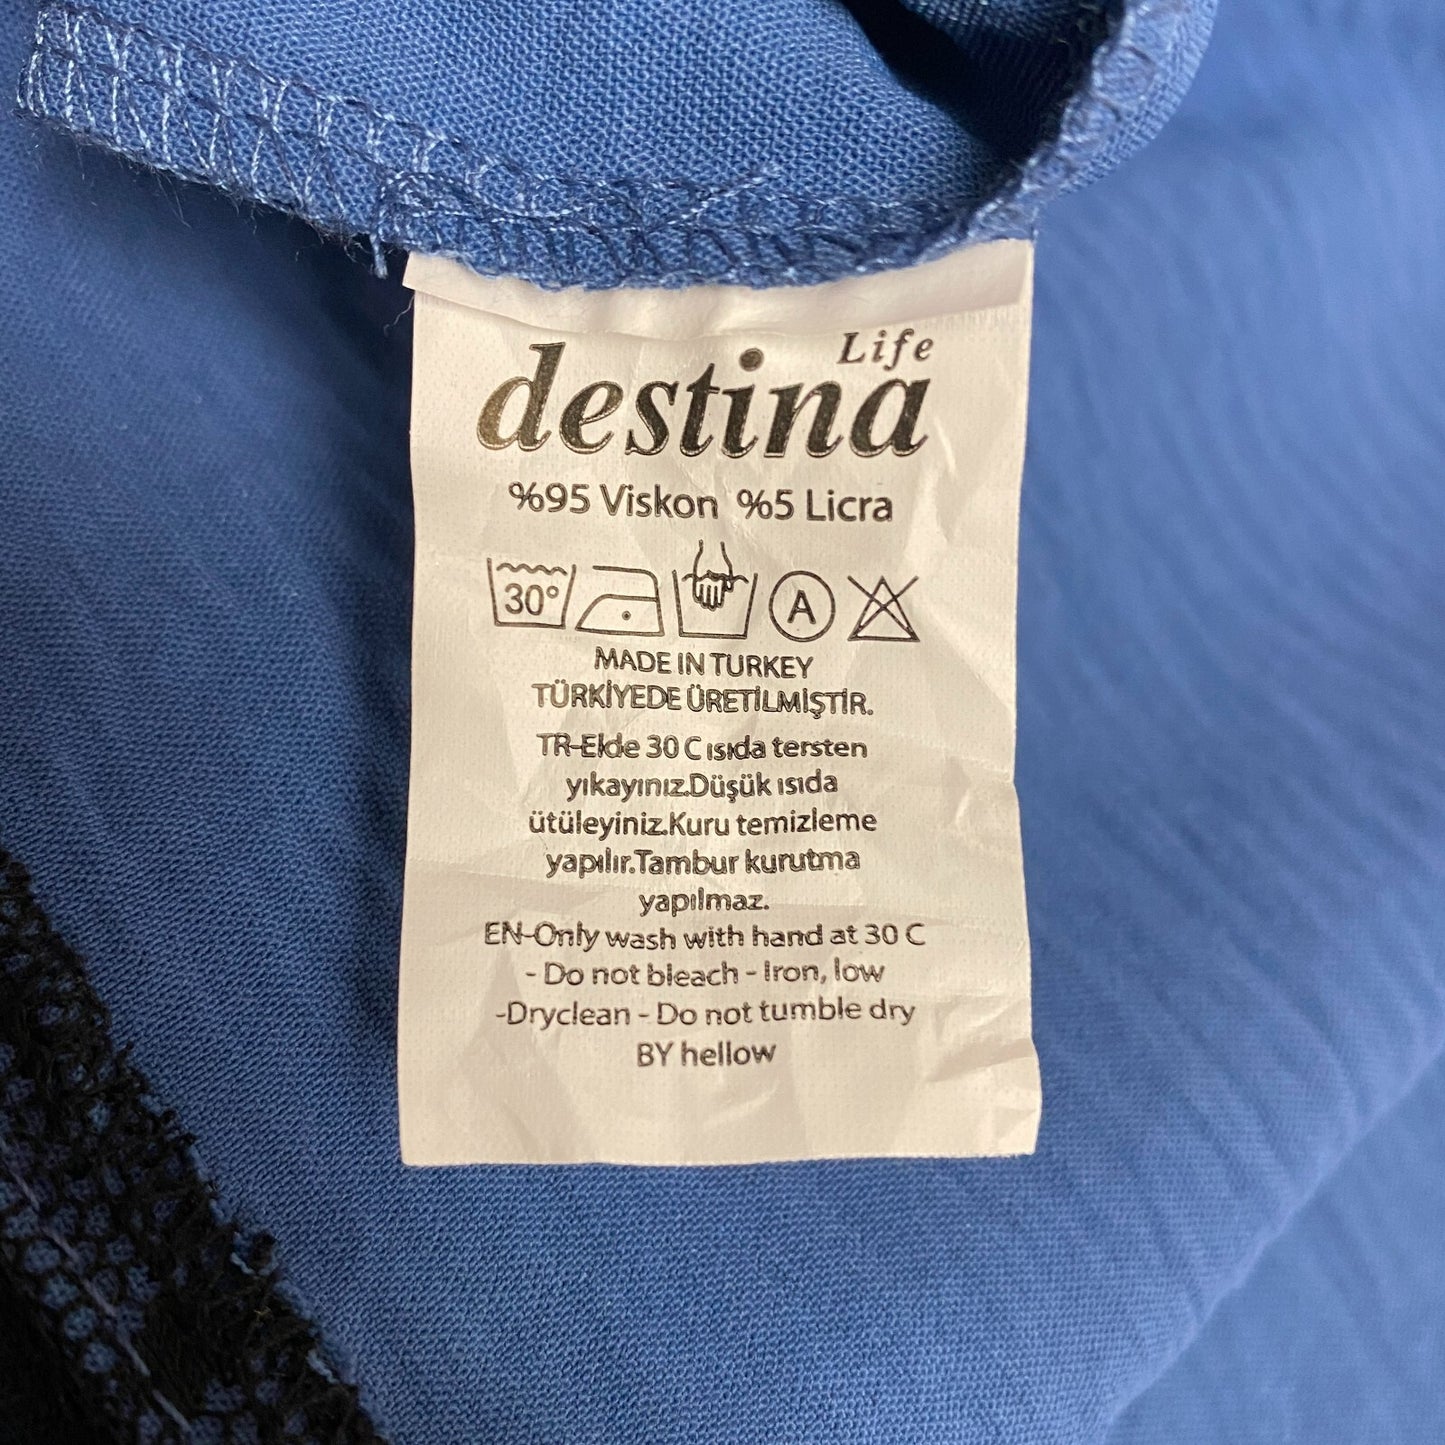 Life
destina
%95 Viskon %5 Licra
30° A
MADE IN TURKEY
TÜRKİYEDE ÜRETİLMİŞTİR.
TR-Elde 30 C ısıda tersten
yıkayınız.Düşük ısıda
ütüleyiniz.Kuru temizleme
yapılır.Tambur kurutma
yapılmaz.
EN-Only wash with hand at 30 C
- Do not bleach - Iron, low
-Dryclean - Do not tumble dry
BY hellow